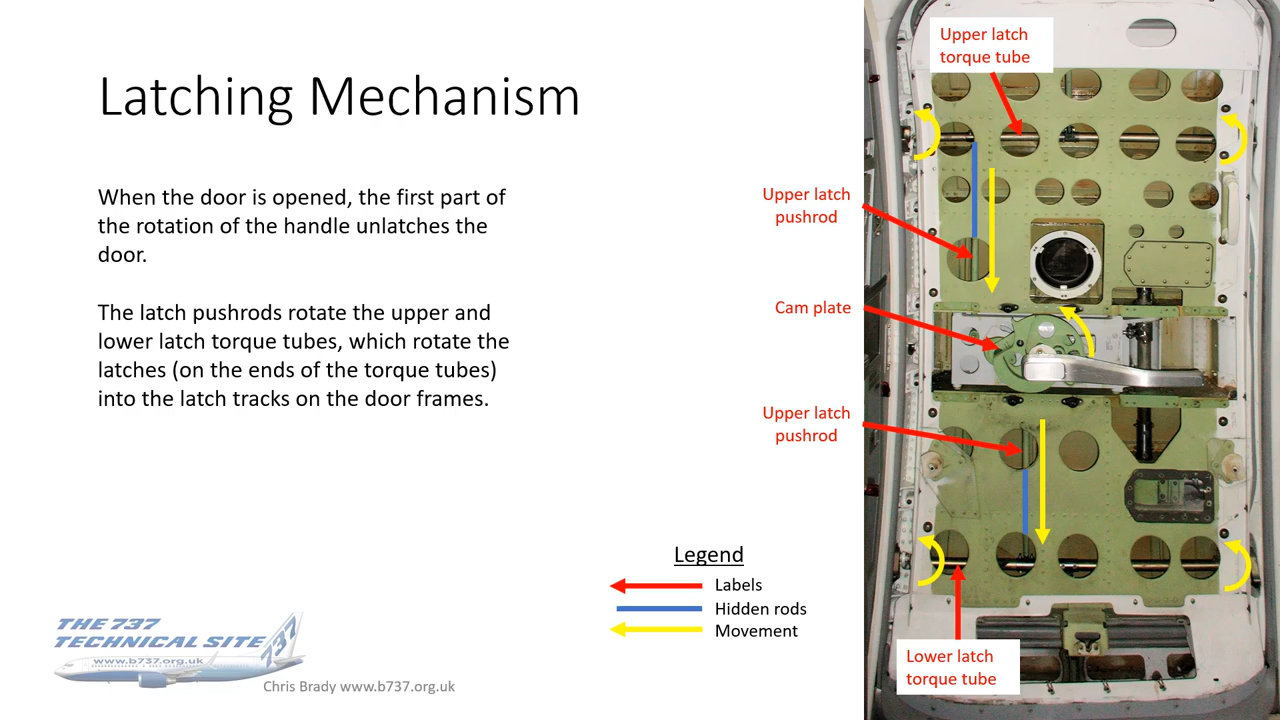 Latching Mechanism
When the door is opened, the first part of
the rotation of the handle unlatches the
door.
The latch pushrods rotate the upper and
lower latch torque tubes, which rotate the
latches (on the ends of the torque tubes)
into the latch tracks on the door frames.
Upper latch
torque tube
Upper latch
pushrod
Cam plate
Upper latch
pushrod
Lower latch
torque tube
Legend
Labels
Hidden rods
Movement
THE 737
TECHNICAL SITE
737
www.b737.org.uk
Chris Brady www.b737.org.uk